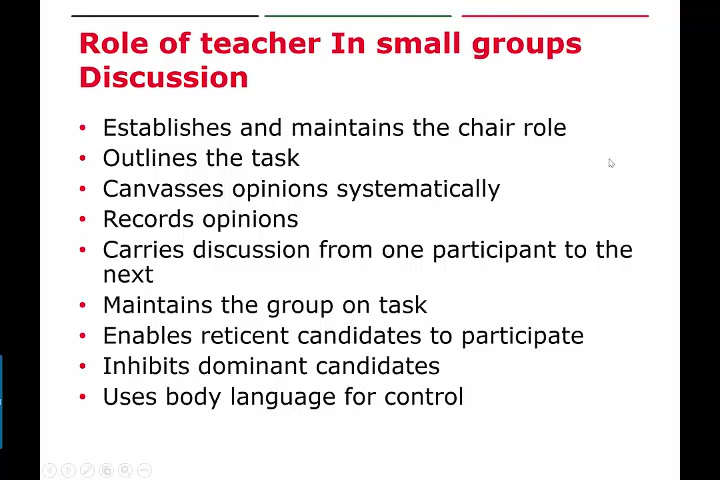 Role of teacher In small groups
Discussion
• Establishes and maintains the chair role
• Outlines the task
• Canvasses opinions systematically
• Records opinions
• Carries discussion from one participant to the
next
• Maintains the group on task
• Enables reticent candidates to participate
• Inhibits dominant candidates
• Uses body language for control